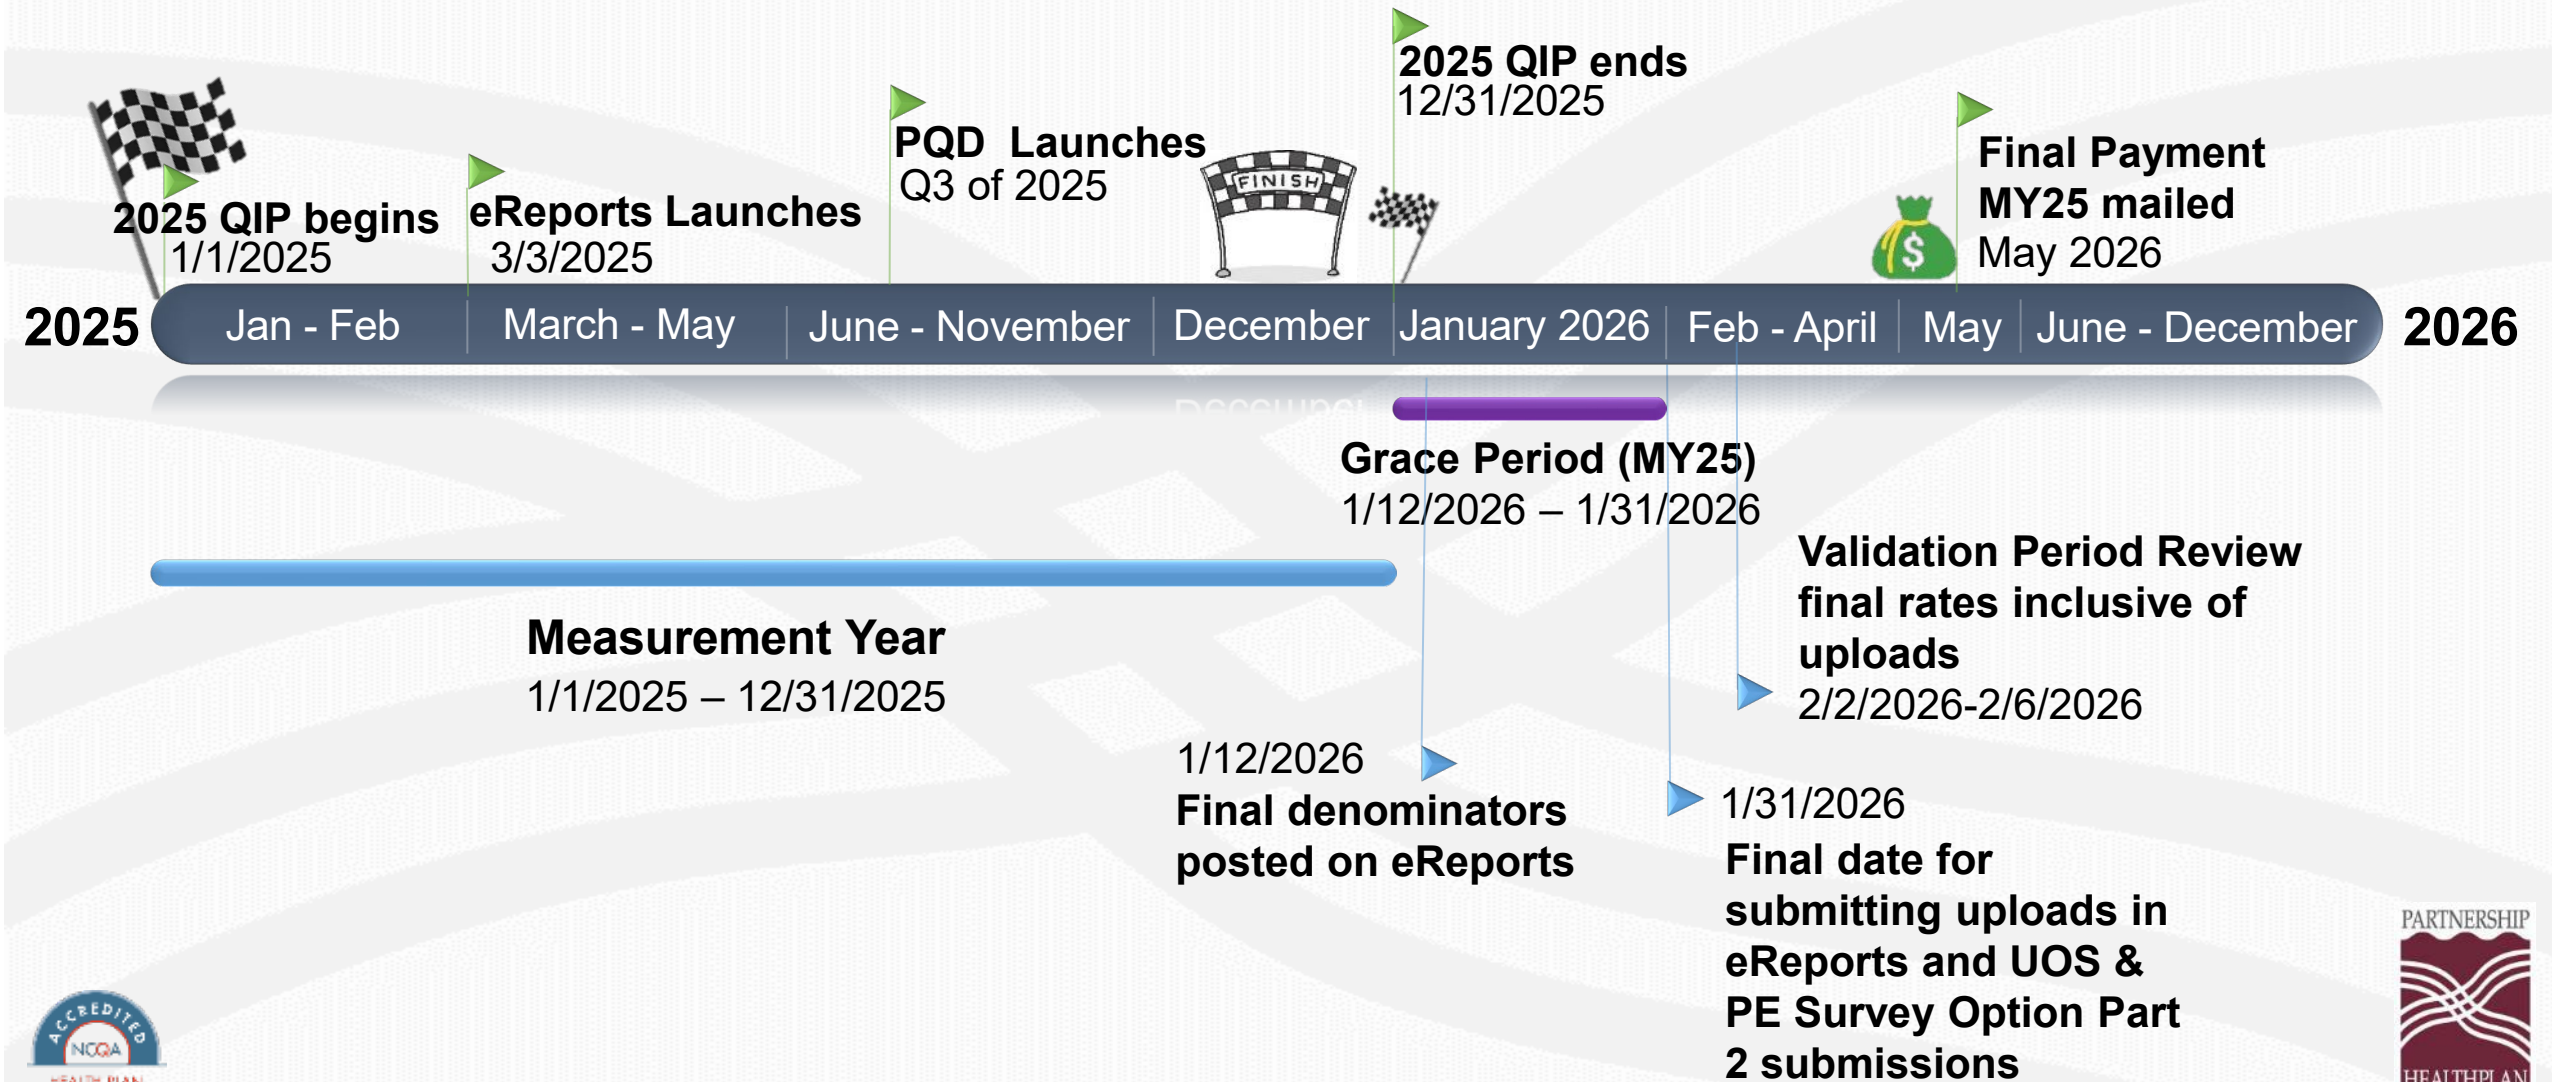 2025 QIP ends
12/31/2025
PQD  Launches
Q3 of 2025
Final Payment
MY25 mailed
May 2026
2025 QIP begins
1/1/2025
eReports Launches
3/3/2025
FINISH
$
2025
Jan - Feb
March - May
June - November
December
January 2026
Feb - April
May
June - December
2026
Grace Period (MY25)
1/12/2026 – 1/31/2026
Validation Period Review
final rates inclusive of
uploads
2/2/2026-2/6/2026
Measurement Year
1/1/2025 – 12/31/2025
1/12/2026
Final denominators
posted on eReports
1/31/2026
Final date for
submitting uploads in
eReports and UOS &
PE Survey Option Part
2 submissions
ACCREDITED
NCQA
HEALTH PLAN
PARTNERSHIP
HEALTHPLAN